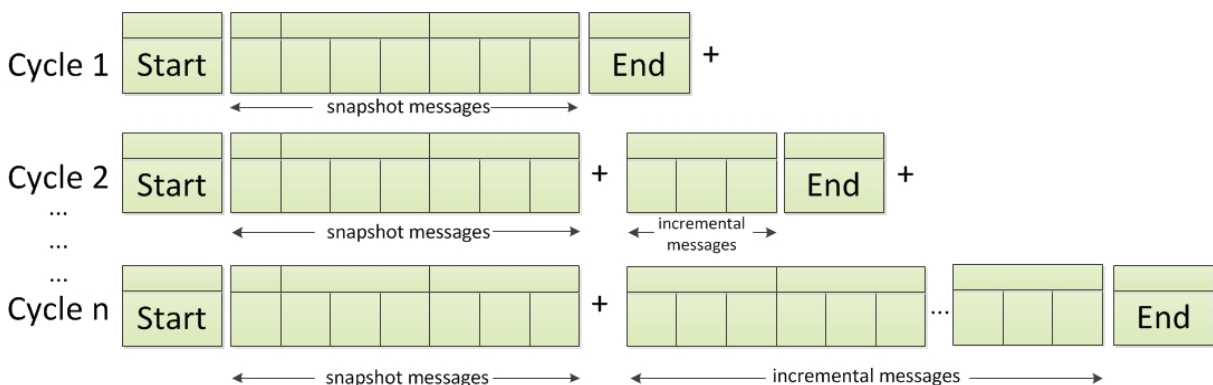 Cycle 1 Start End +
snapshot messages
Cycle 2 Start + End +
...
snapshot messages
incremental
messages
...
...
Cycle n Start + ... End
snapshot messages
incremental messages